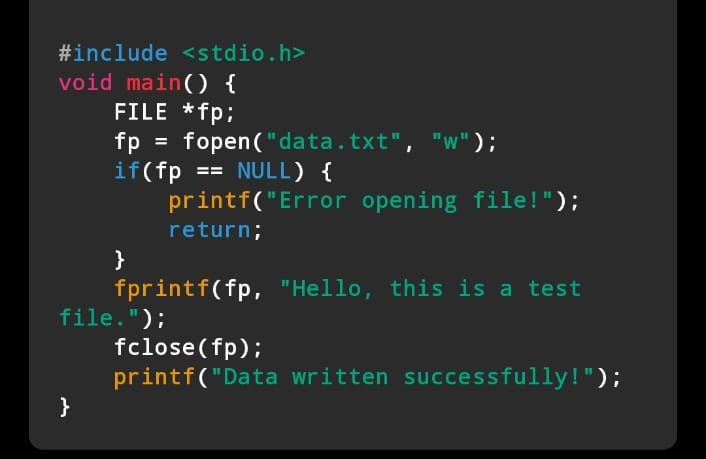 #include <stdio.h>
void main() {
    FILE *fp;
    fp = fopen("data.txt", "w");
    if(fp == NULL) {
        printf("Error opening file!");
        return;
    }
    fprintf(fp, "Hello, this is a test
file.");
    fclose(fp);
    printf("Data written successfully!");
}